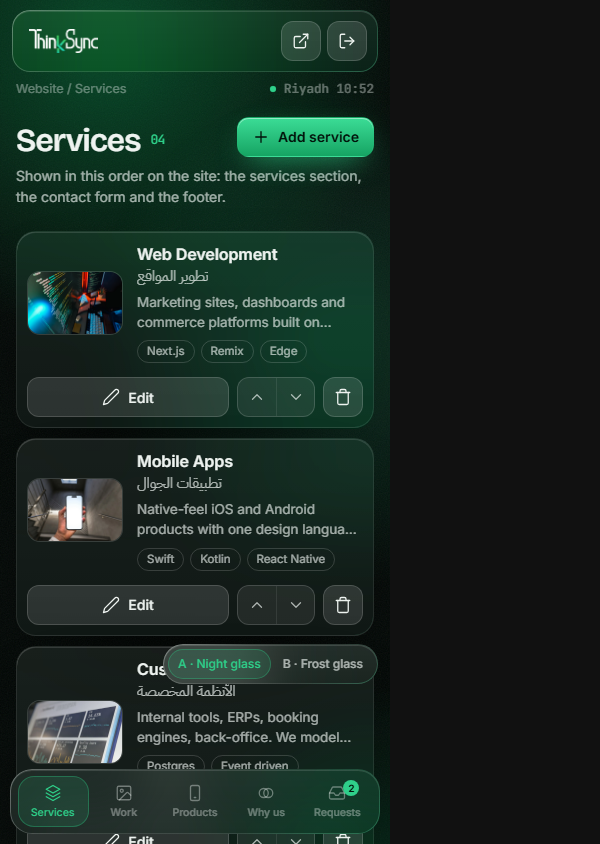 ThinkSync
Website / Services
Riyadh 10:52
Services 04
Add service
Shown in this order on the site: the services section,
the contact form and the footer.
Web Development
تطوير المواقع
Marketing sites, dashboards and
commerce platforms built on...
Next.js Remix Edge
Edit
Mobile Apps
تطبيقات الجوال
Native-feel iOS and Android
products with one design langua...
Swift Kotlin React Native
Edit
A · Night glass B · Frost glass
الأنظمة المخصصة
Internal tools, ERPs, booking
engines, back-office. We model...
Postgres Event driven
Services Work Products Why us Requests 2
Edit